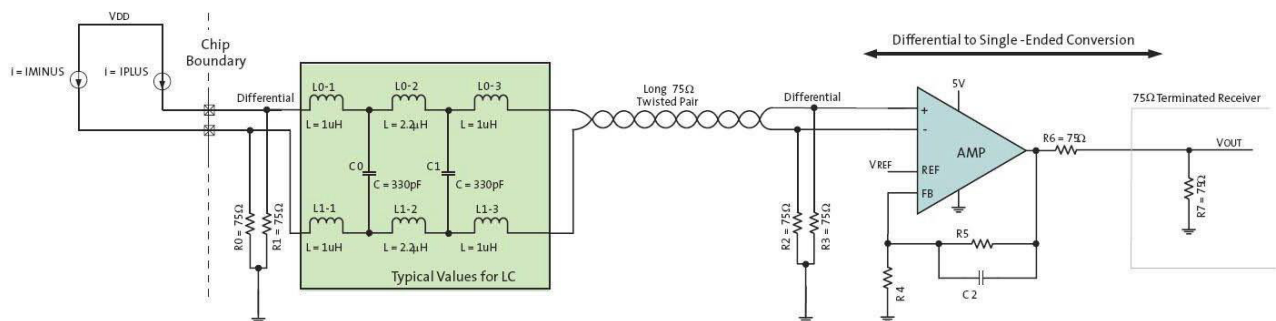 VDD
Chip
Boundary
i = IMINUS
i = IPLUS
Differential
R0 = 75Ω
R1 = 75Ω
L0-1
L = 1uH
L0-2
L = 2.2µH
L0-3
L = 1uH
C0
C = 330pF
C1
C = 330pF
L1-1
L = 1uH
L1-2
L = 2.2µH
L1-3
L = 1uH
Typical Values for LC
Long 75Ω
Twisted Pair
Differential
R2 = 75Ω
R3 = 75Ω
Differential to Single -Ended Conversion
5V
+
-
AMP
VREF
REF
FB
R4
R5
C2
R6 = 75Ω
75Ω Terminated Receiver
VOUT
R7 = 75Ω